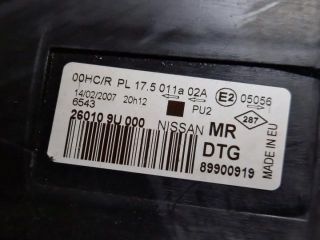 00HC/R PL 17.5 011a 02A E2 05056
14/02/2007 20h12 PU2
6543
287
26010 9U 000 NISSAN MR
DTG
89900919
MADE IN EU